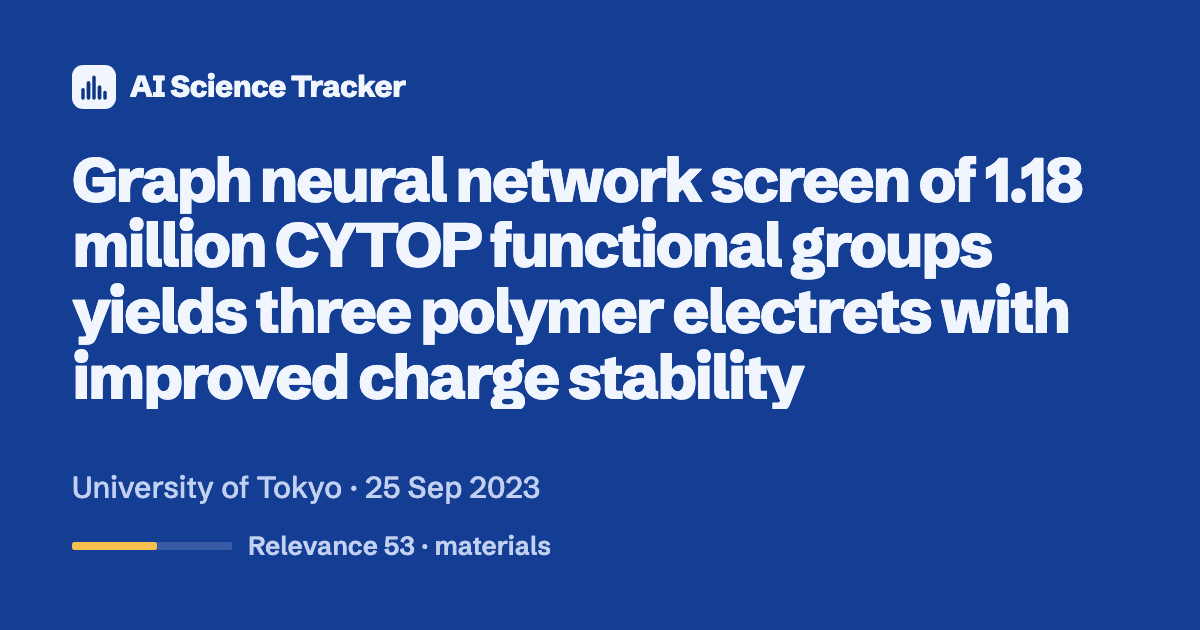 AI Science Tracker
Graph neural network screen of 1.18
million CYTOP functional groups
yields three polymer electrets with
improved charge stability
University of Tokyo · 25 Sep 2023
Relevance 53 · materials